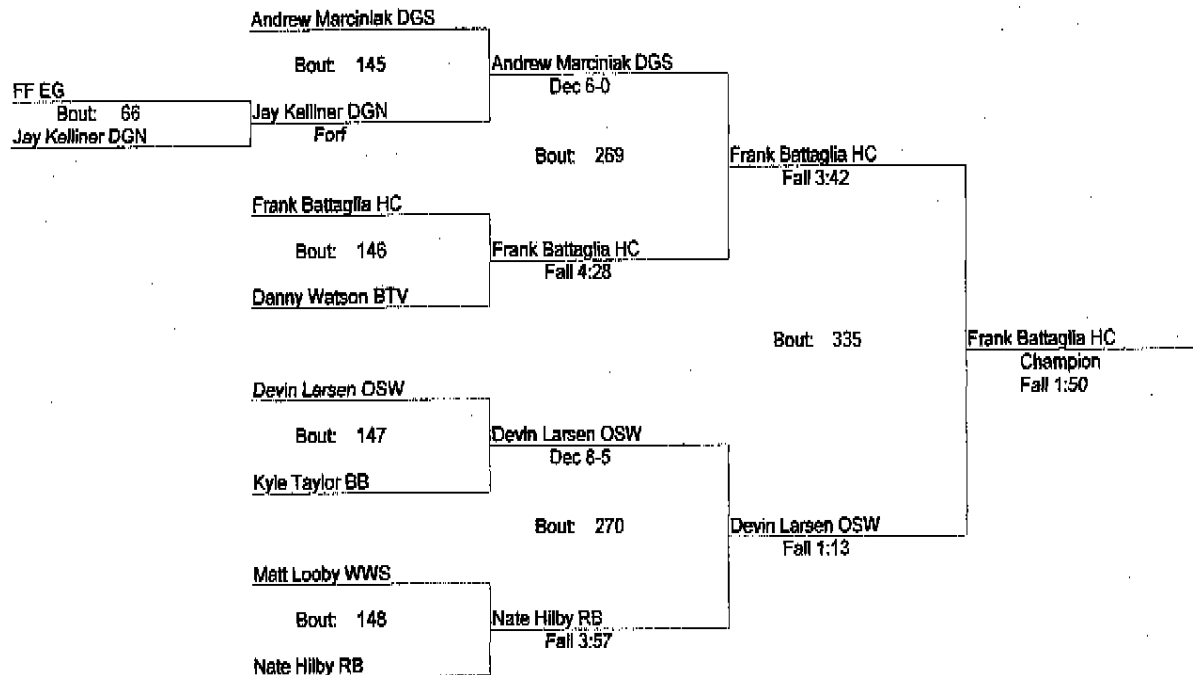 Andrew Marciniak DGS
Bout: 145
Andrew Marciniak DGS
Dec 6-0
FF EG
Bout: 66
Jay Kelliner DGN
Jay Kelliner DGN
Forf
Bout: 269
Frank Battaglia HC
Fall 3:42
Frank Battaglia HC
Bout: 146
Frank Battaglia HC
Fall 4:28
Danny Watson BTV
Bout: 335
Frank Battaglia HC
Champion
Fall 1:50
Devin Larsen OSW
Bout: 147
Devin Larsen OSW
Dec 8-5
Kyle Taylor BB
Bout: 270
Devin Larsen OSW
Fall 1:13
Matt Looby WWS
Bout: 148
Nate Hilby RB
Fall 3:57
Nate Hilby RB